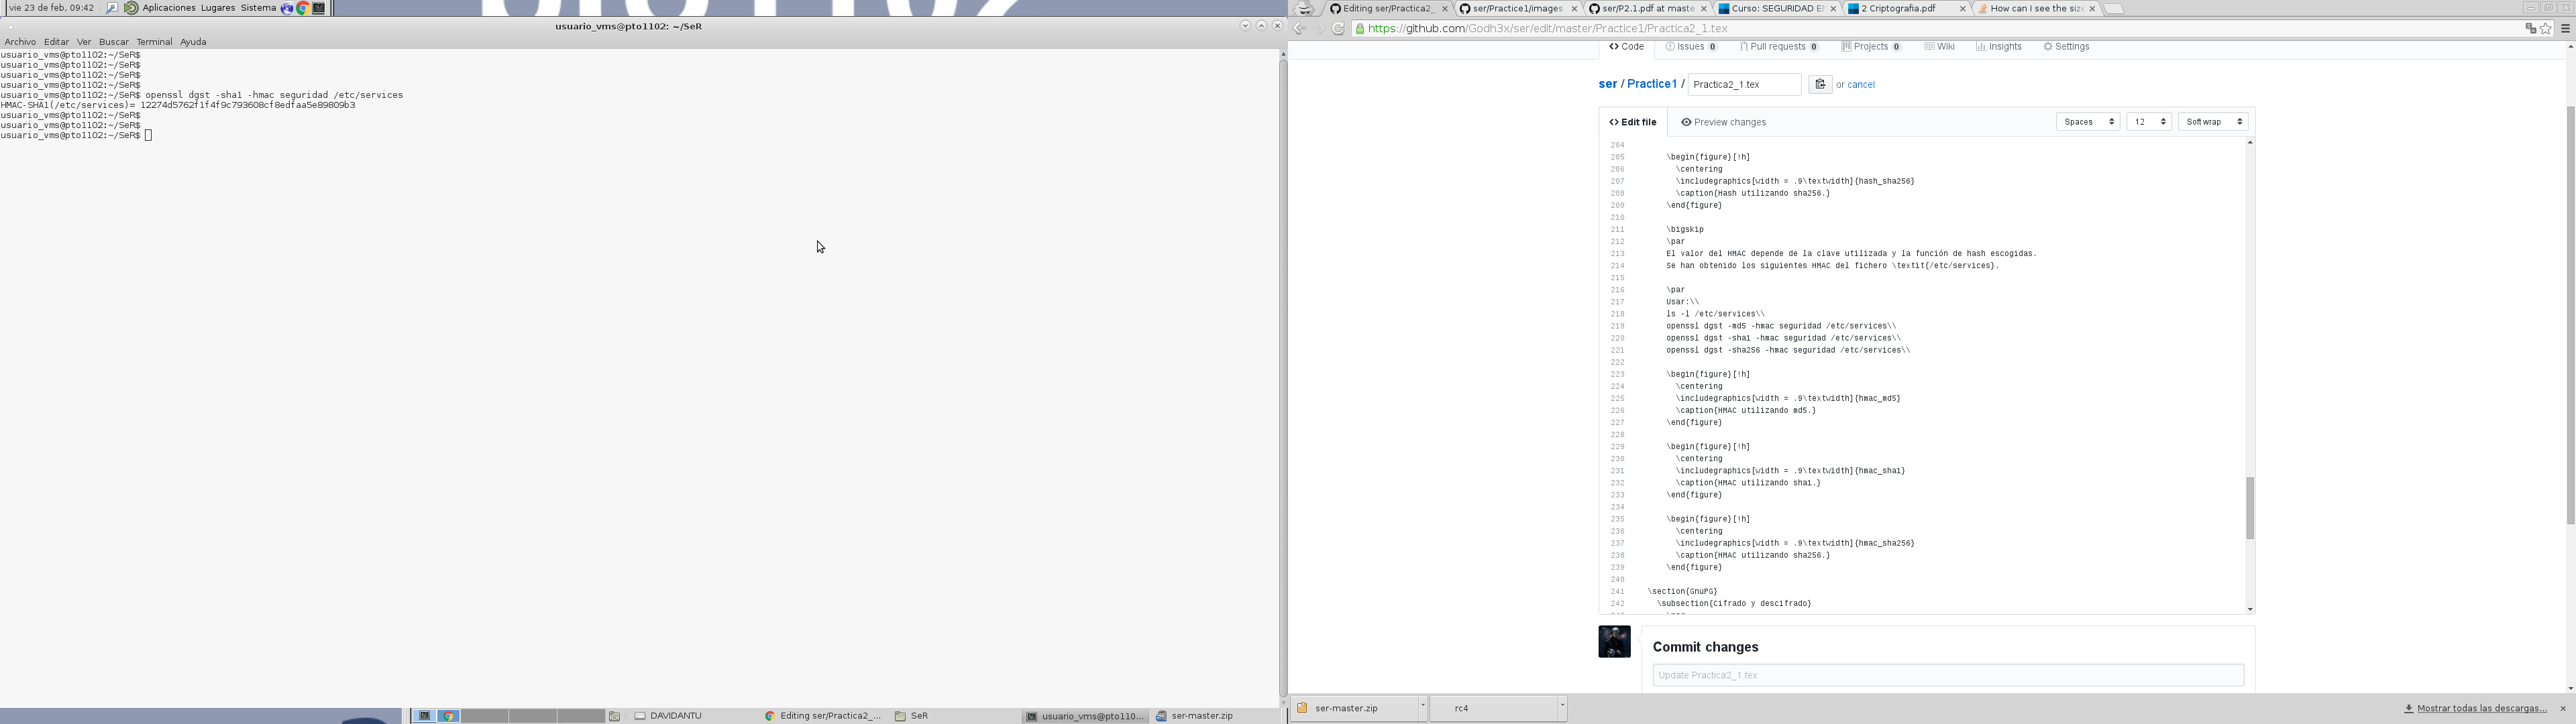 vie 23 de feb, 09:42 Aplicaciones Lugares Sistema
usuario_vms@pto1102: ~/SeR
Archivo Editar Ver Buscar Terminal Ayuda
usuario_vms@pto1102:~/SeR$
usuario_vms@pto1102:~/SeR$
usuario_vms@pto1102:~/SeR$
usuario_vms@pto1102:~/SeR$
usuario_vms@pto1102:~/SeR$ openssl dgst -sha1 -hmac seguridad /etc/services
HMAC-SHA1(/etc/services)= 12274d5762f1f4f9c793608cf8edfaa5e89809b3
usuario_vms@pto1102:~/SeR$
usuario_vms@pto1102:~/SeR$
usuario_vms@pto1102:~/SeR$
Editing ser/Practica2_
ser/Practice1/images
ser/P2.1.pdf at maste
Curso: SEGURIDAD E
2 Criptografia.pdf
How can I see the size
https://github.com/Godh3x/ser/edit/master/Practice1/Practica2_1.tex
Code Issues 0 Pull requests 0 Projects 0 Wiki Insights Settings
ser / Practice1 / Practica2_1.tex or cancel
Edit file Preview changes Spaces 12 Soft wrap
204
205 \begin{figure}[!h]
206 \centering
207 \includegraphics[width = .9\textwidth]{hash_sha256}
208 \caption{Hash utilizando sha256.}
209 \end{figure}
210
211 \bigskip
212 \par
213 El valor del HMAC depende de la clave utilizada y la función de hash escogidas.
214 Se han obtenido los siguientes HMAC del fichero \textit{/etc/services}.
215
216 \par
217 Usar:\\
218 ls -l /etc/services\\
219 openssl dgst -md5 -hmac seguridad /etc/services\\
220 openssl dgst -sha1 -hmac seguridad /etc/services\\
221 openssl dgst -sha256 -hmac seguridad /etc/services\\
222
223 \begin{figure}[!h]
224 \centering
225 \includegraphics[width = .9\textwidth]{hmac_md5}
226 \caption{HMAC utilizando md5.}
227 \end{figure}
228
229 \begin{figure}[!h]
230 \centering
231 \includegraphics[width = .9\textwidth]{hmac_sha1}
232 \caption{HMAC utilizando sha1.}
233 \end{figure}
234
235 \begin{figure}[!h]
236 \centering
237 \includegraphics[width = .9\textwidth]{hmac_sha256}
238 \caption{HMAC utilizando sha256.}
239 \end{figure}
240
241 \section{GnuPG}
242 \subsection{Cifrado y descifrado}
Commit changes
Update Practica2_1.tex
ser-master.zip rc4 Mostrar todas las descargas...
DAVIDANTU Editing ser/Practica2_... SeR usuario_vms@pto110... ser-master.zip